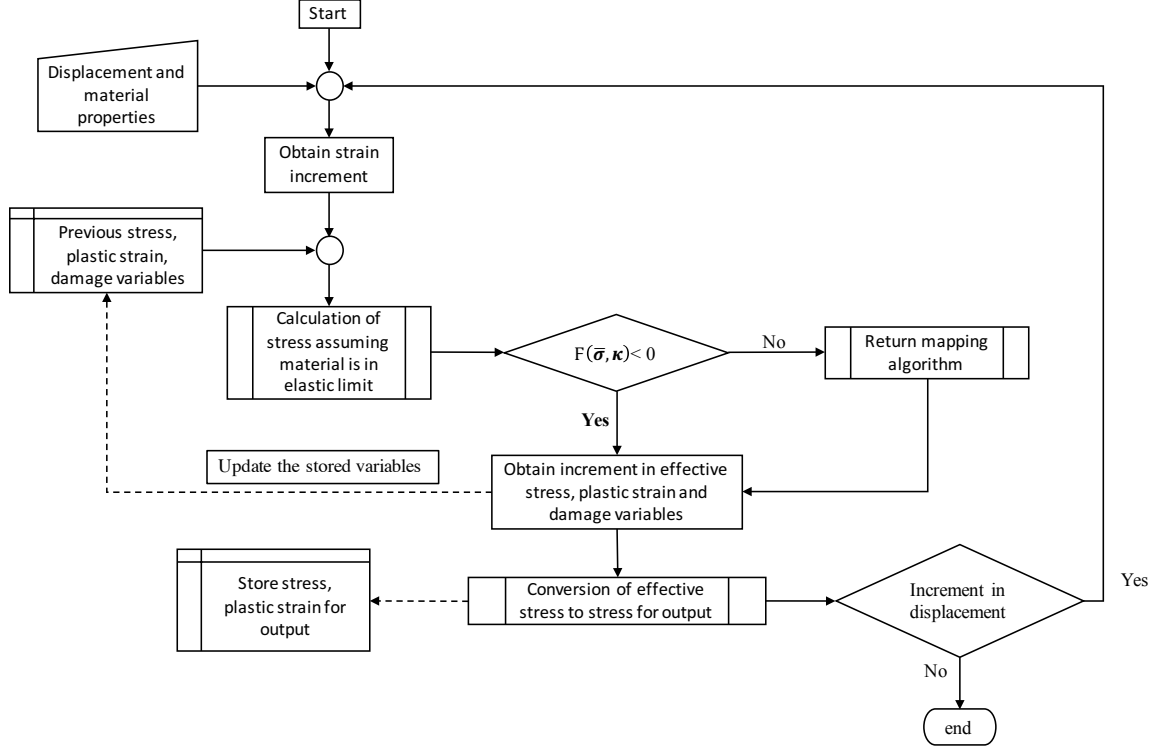 Start
Displacement and
material
properties
Obtain strain
increment
Previous stress,
plastic strain,
damage variables
Calculation of
stress assuming
material is in
elastic limit
F(σ̅, κ)< 0
No
Return mapping
algorithm
Yes
Update the stored variables
Obtain increment in effective
stress, plastic strain and
damage variables
Store stress,
plastic strain for
output
Conversion of effective
stress to stress for output
Increment in
displacement
Yes
No
end